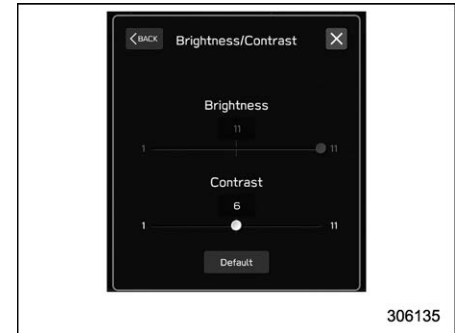 BACK Brightness/Contrast X
Brightness
11
1 11
Contrast
6
1 11
Default
306135